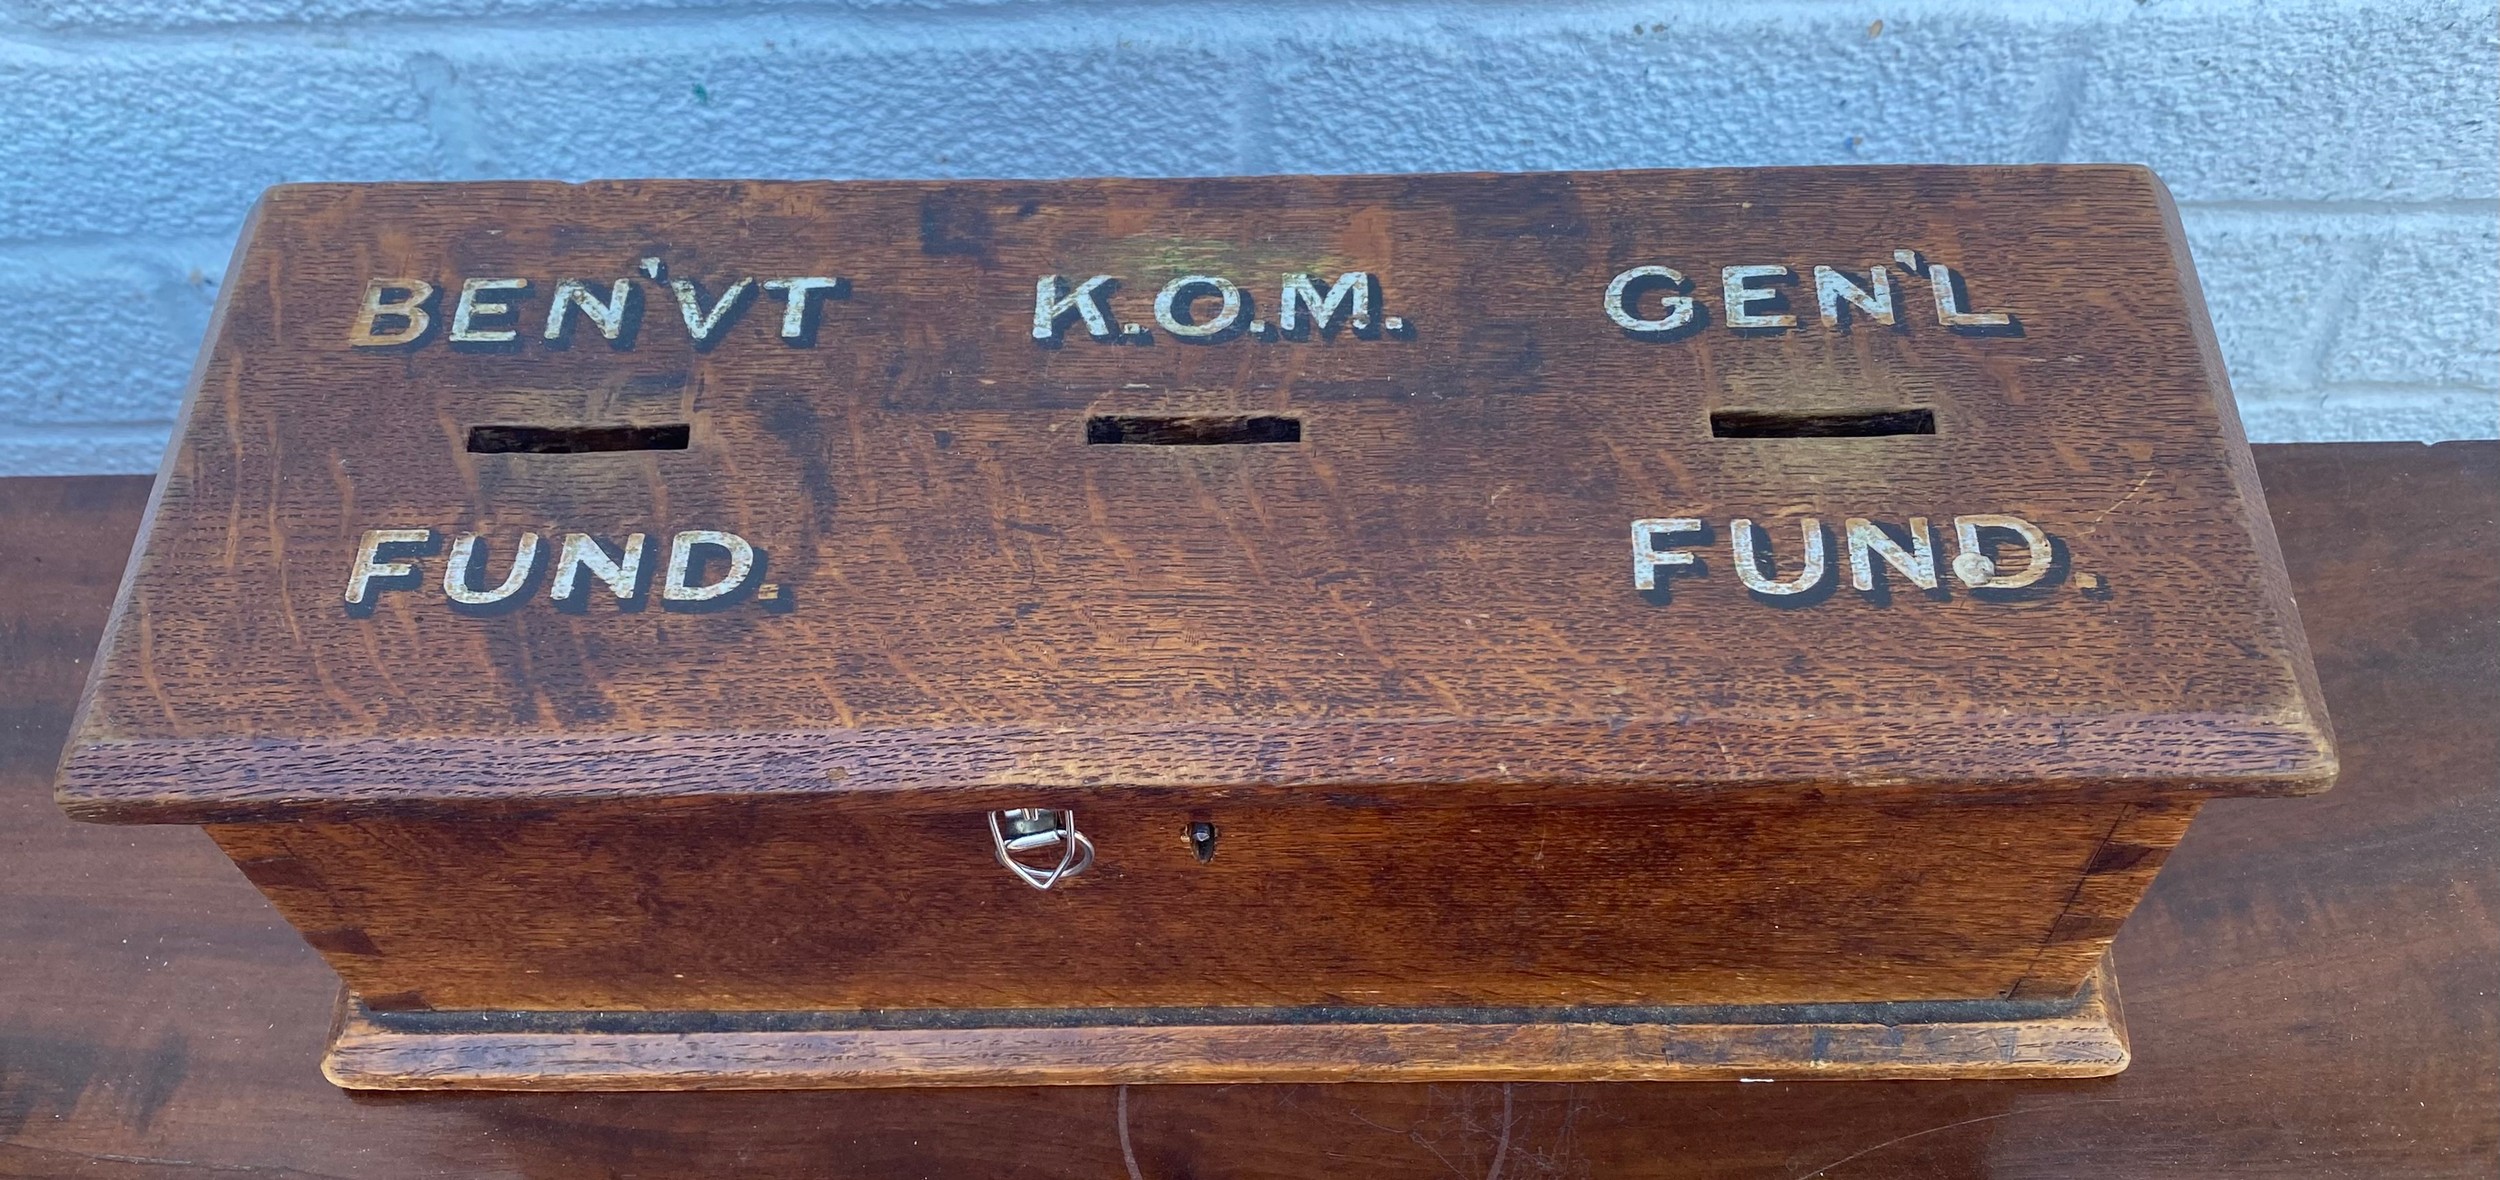 BEN'VT
FUND.
K.O.M.
GEN'L
FUND.